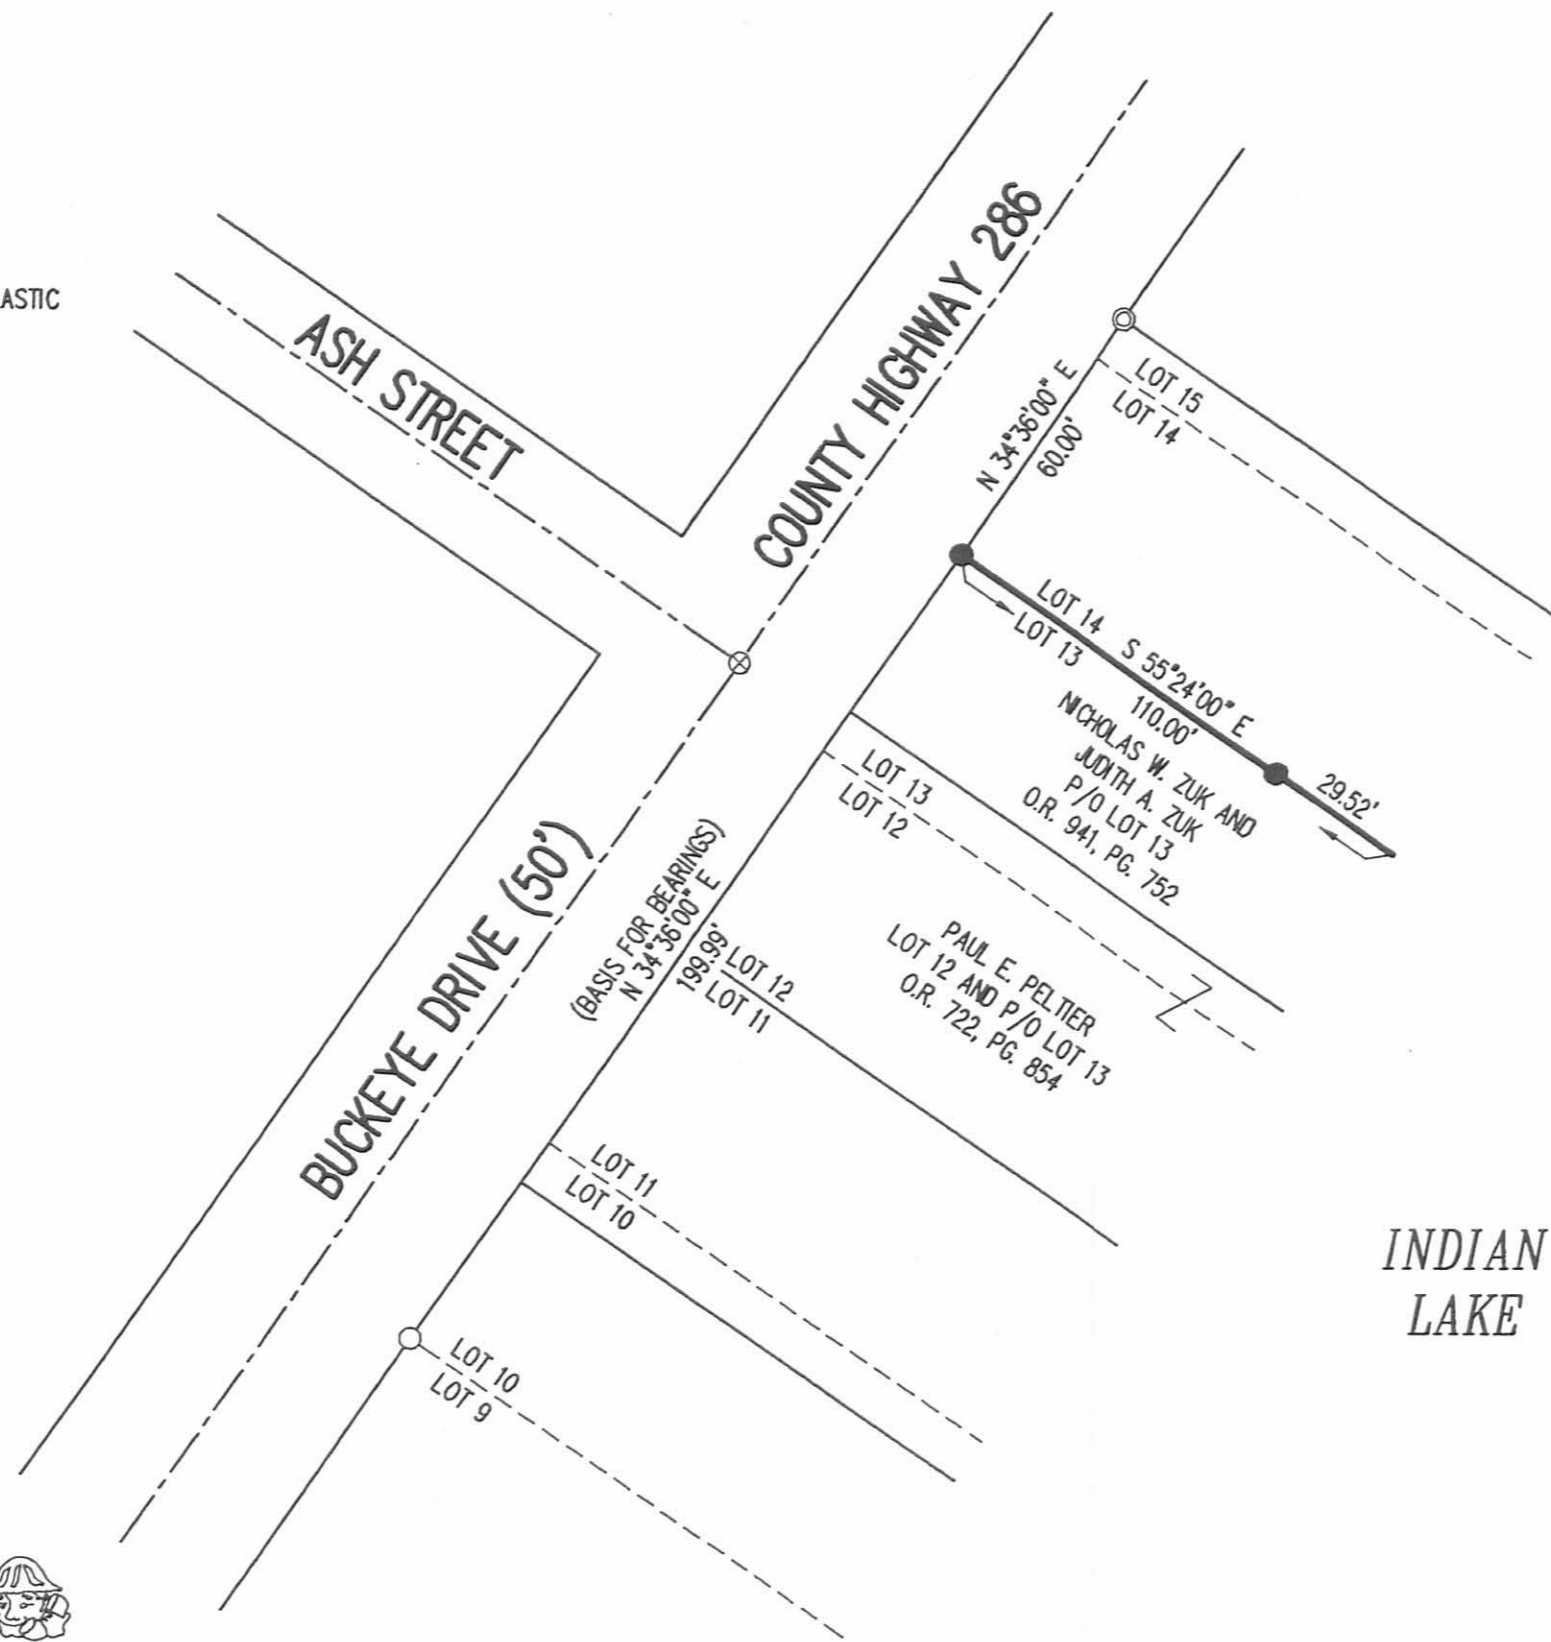 ASTIC
ASH STREET
COUNTY HIGHWAY 286
N 34°36'00" E
60.00'
LOT 15
LOT 14
LOT 14
LOT 13
S 55°24'00" E
110.00'
29.52'
NICHOLAS W. ZUK AND
JUDITH A. ZUK
P/O LOT 13
O.R. 941, PG. 752
LOT 13
LOT 12
BUCKEYE DRIVE (50')
(BASIS FOR BEARINGS)
N 34°36'00" E
199.99'
LOT 12
LOT 11
PAUL E. PELTIER
LOT 12 AND P/O LOT 13
O.R. 722, PG. 854
LOT 11
LOT 10
INDIAN
LAKE
LOT 10
LOT 9